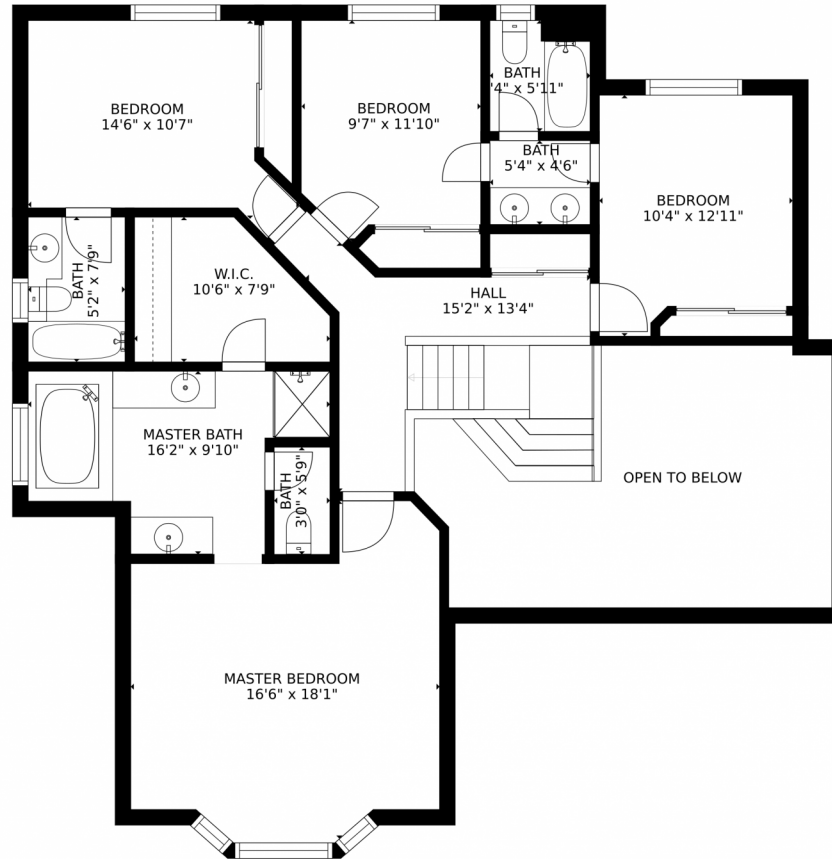 BEDROOM
14'6" x 10'7"
BEDROOM
9'7" x 11'10"
BATH
'4" x 5'11"
BATH
5'4" x 4'6"
BEDROOM
10'4" x 12'11"
BATH
5'2" x 7'9"
W.I.C.
10'6" x 7'9"
HALL
15'2" x 13'4"
MASTER BATH
16'2" x 9'10"
BATH
3'0" x 5'9"
OPEN TO BELOW
MASTER BEDROOM
16'6" x 18'1"